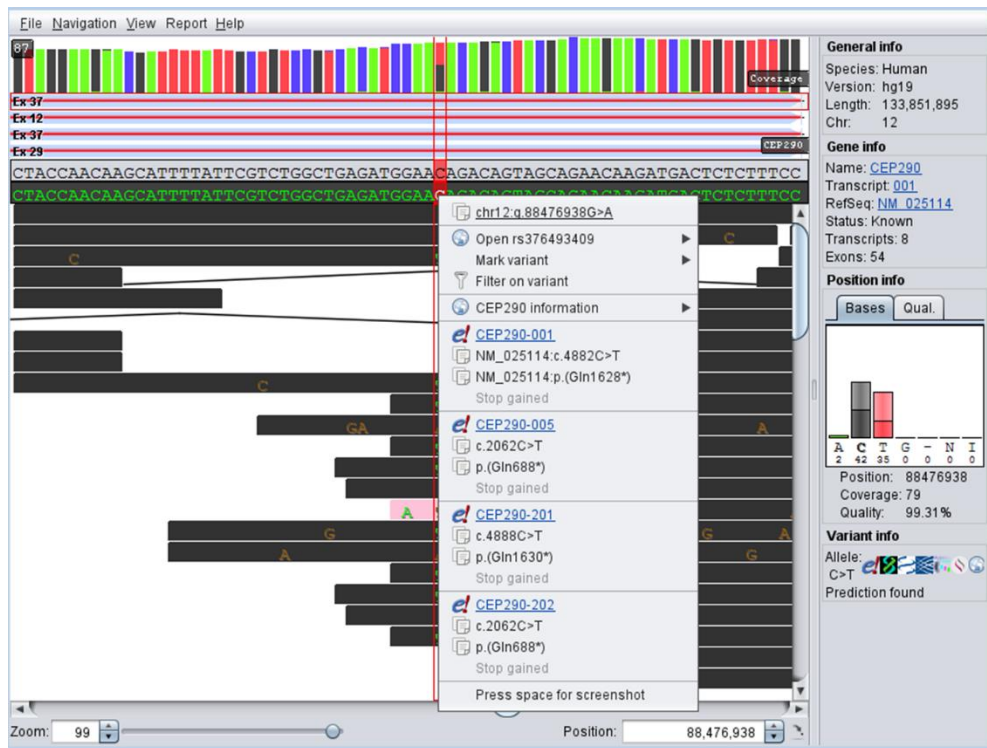 File Navigation View Report Help
87
Coverage
Ex 37
Ex 12
Ex 37
Ex 29
CEP290
CTACCAACAAGCATTTTATTCGTCTGGCTGAGATGGAACAGACAGTAGCAGAACAAGATGACTCTCTTTCC
chr12:g.88476938G>A
Open rs376493409
Mark variant
Filter on variant
CEP290 information
CEP290-001
NM_025114:c.4882C>T
NM_025114:p.(Gln1628*)
Stop gained
CEP290-005
c.2062C>T
p.(Gln688*)
Stop gained
CEP290-201
c.4888C>T
p.(Gln1630*)
Stop gained
CEP290-202
c.2062C>T
p.(Gln688*)
Stop gained
Press space for screenshot
C
C
C
GA
A
A
G
G
A
A
G
Zoom: 99
Position: 88,476,938
General info
Species: Human
Version: hg19
Length: 133,851,895
Chr: 12
Gene info
Name: CEP290
Transcript: 001
RefSeq: NM_025114
Status: Known
Transcripts: 8
Exons: 54
Position info
Bases Qual.
A C T G - N I
2 42 35 0 0 0 0
Position: 88476938
Coverage: 79
Quality: 99.31%
Variant info
Allele:
C>T
Prediction found